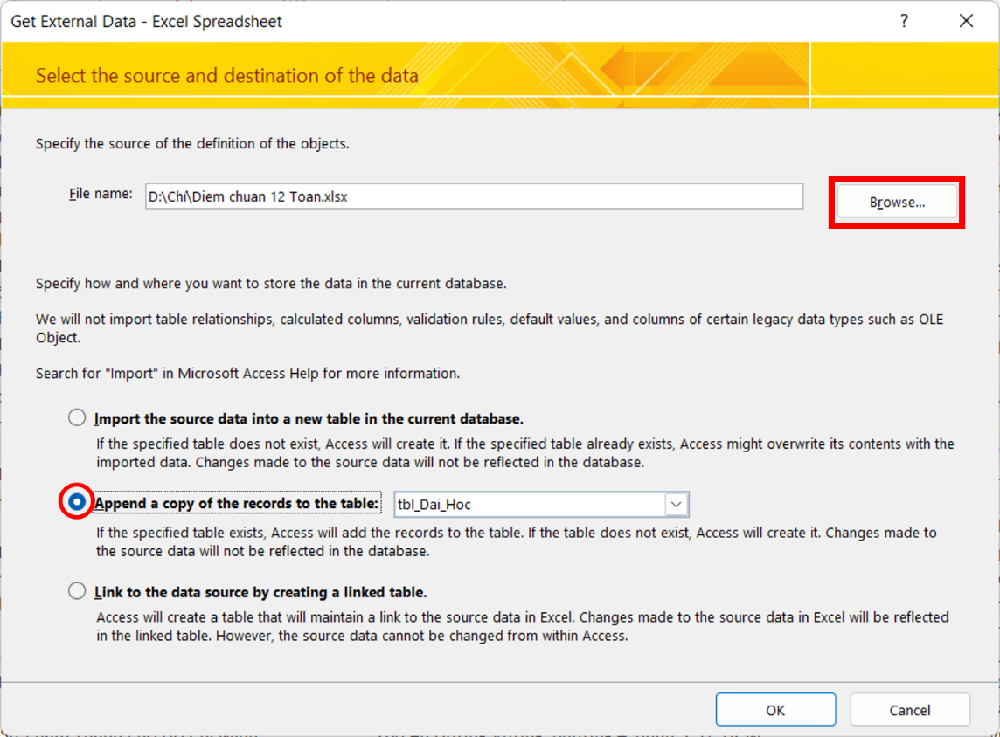 Get External Data - Excel Spreadsheet
?
Select the source and destination of the data
Specify the source of the definition of the objects.
File name:
D:\Chi\Diem chuan 12 Toan.xlsx
Browse...
Specify how and where you want to store the data in the current database.
We will not import table relationships, calculated columns, validation rules, default values, and columns of certain legacy data types such as OLE
Object.
Search for "Import" in Microsoft Access Help for more information.
Import the source data into a new table in the current database.
If the specified table does not exist, Access will create it. If the specified table already exists, Access might overwrite its contents with the
imported data. Changes made to the source data will not be reflected in the database.
Append a copy of the records to the table:
tbl_Dai_Hoc
If the specified table exists, Access will add the records to the table. If the table does not exist, Access will create it. Changes made to
the source data will not be reflected in the database.
Link to the data source by creating a linked table.
Access will create a table that will maintain a link to the source data in Excel. Changes made to the source data in Excel will be reflected
in the linked table. However, the source data cannot be changed from within Access.
OK
Cancel